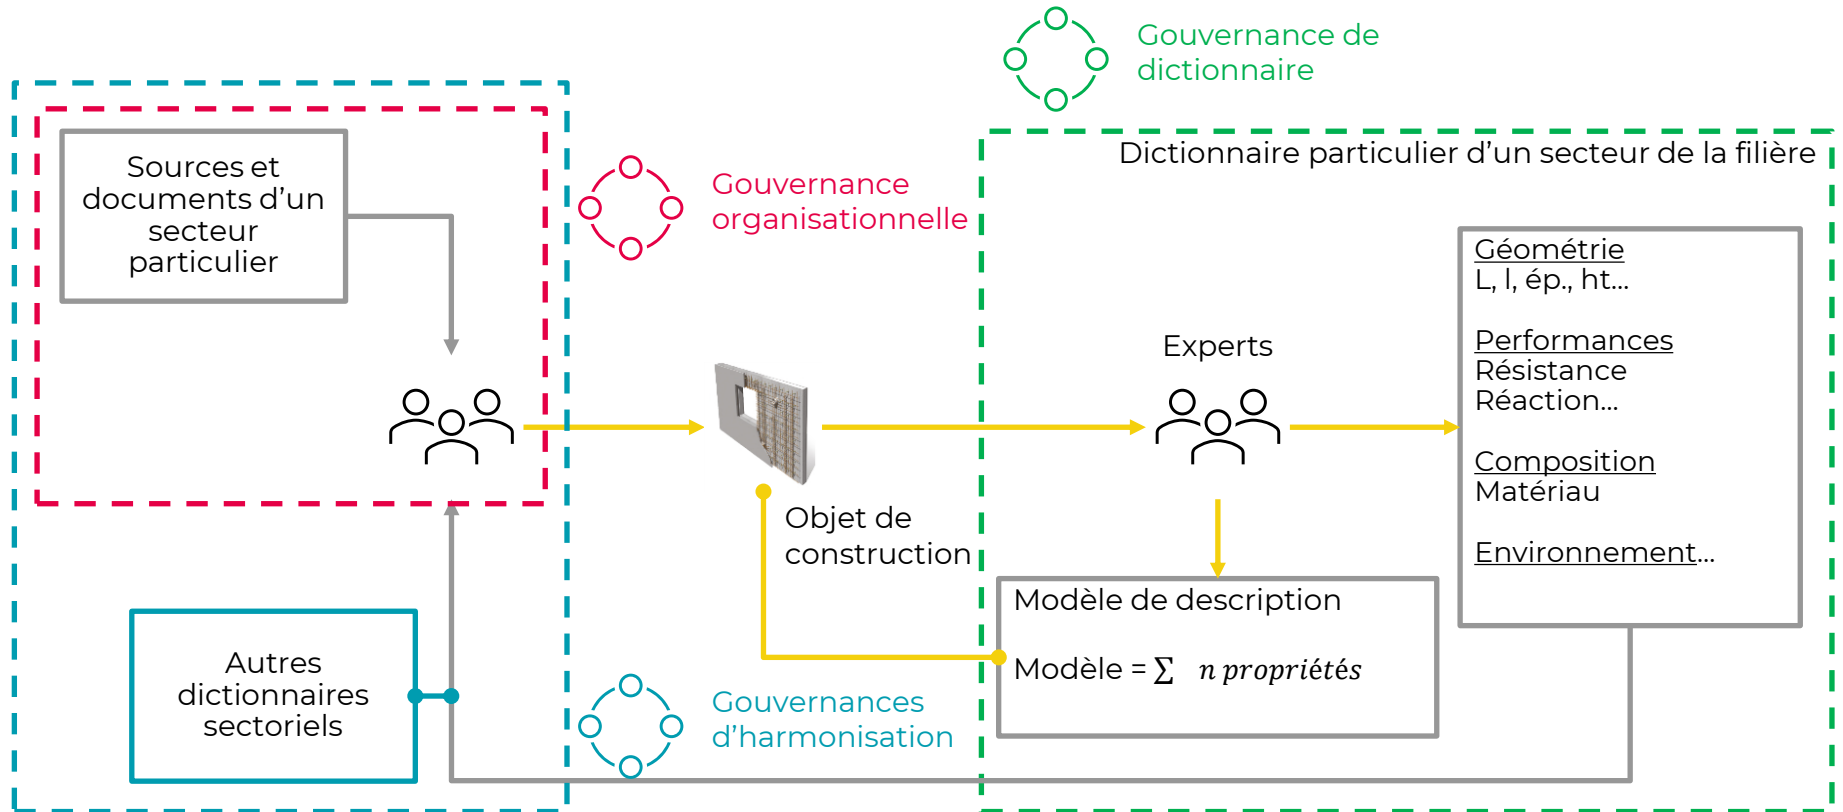 Gouvernance de
dictionnaire
Sources et
documents d’un
secteur
particulier
Gouvernance
organisationnelle
Dictionnaire particulier d’un secteur de la filière
Géométrie
L, l, ép., ht…
Performances
Résistance
Réaction…
Composition
Matériau
Environnement…
Experts
Objet de
construction
Modèle de description
Modèle = ∑ n propriétés
Autres
dictionnaires
sectoriels
Gouvernances
d’harmonisation